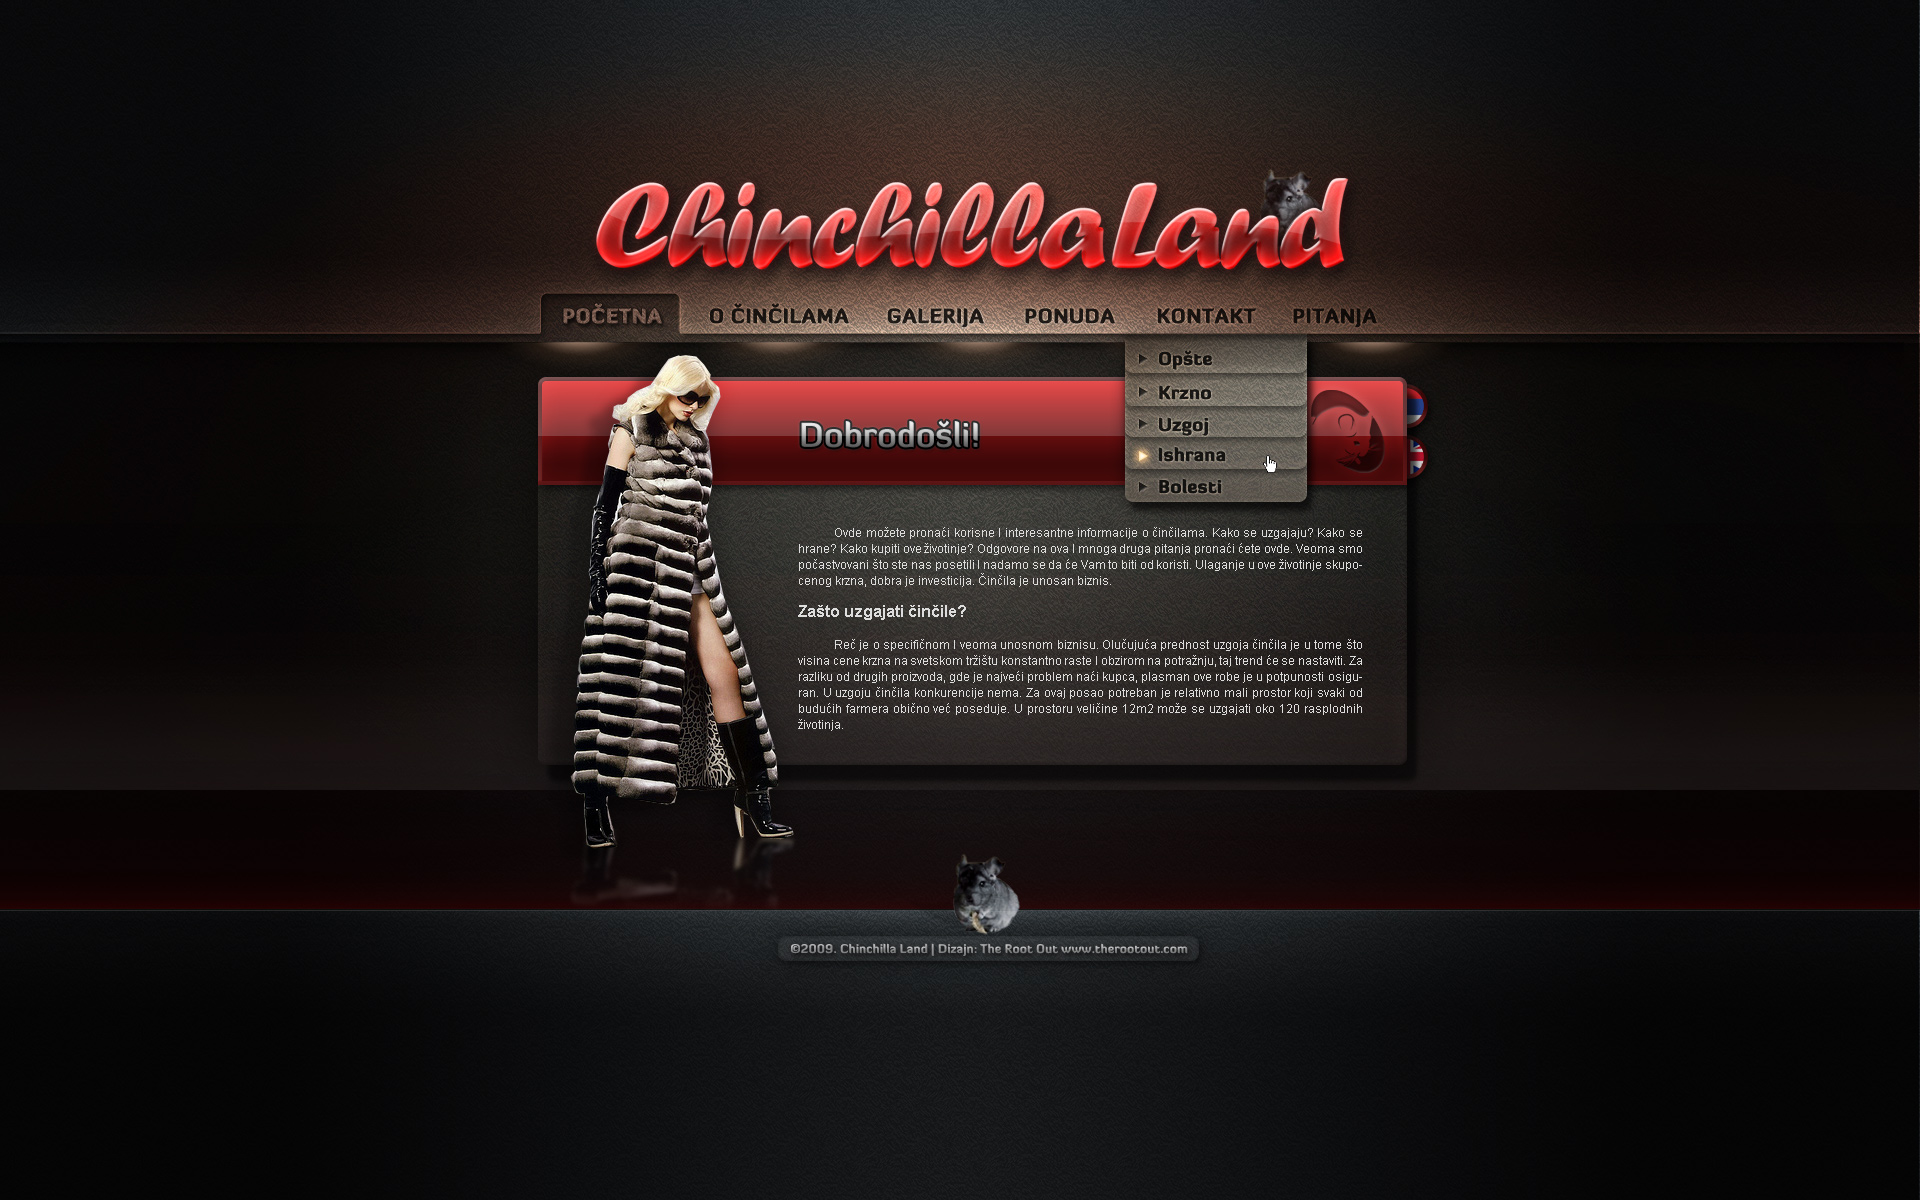 ChinchillaLand
POČETNA
O ČINČILAMA
GALERIJA
PONUDA
KONTAKT
PITANJA
Opšte
Krzno
Uzgoj
Ishrana
Bolesti
Dobrodošli!
Ovde možete pronaći korisne I interesantne informacije o činčilama. Kako se uzgajaju? Kako se
hrane? Kako kupiti ove životinje? Odgovore na ova I mnoga druga pitanja pronaći ćete ovde. Veoma smo
počastvovani što ste nas posetili I nadamo se da će Vam to biti od koristi. Ulaganje u ove životinje skupo-
cenog krzna, dobra je investicija. Činčila je unosan biznis.
Zašto uzgajati činčile?
Reč je o specifičnom I veoma unosnom biznisu. Olučujuća prednost uzgoja činčila je u tome što
visina cene krzna na svetskom tržištu konstantno raste I obzirom na potražnju, taj trend će se nastaviti. Za
razliku od drugih proizvoda, gde je najveći problem naći kupca, plasman ove robe je u potpunosti osigu-
ran. U uzgoju činčila konkurencije nema. Za ovaj posao potreban je relativno mali prostor koji svaki od
budućih farmera obično već poseduje. U prostoru veličine 12m2 može se uzgajati oko 120 rasplodnih
životinja.
©2009. Chinchilla Land | Dizajn: The Root Out www.therootout.com